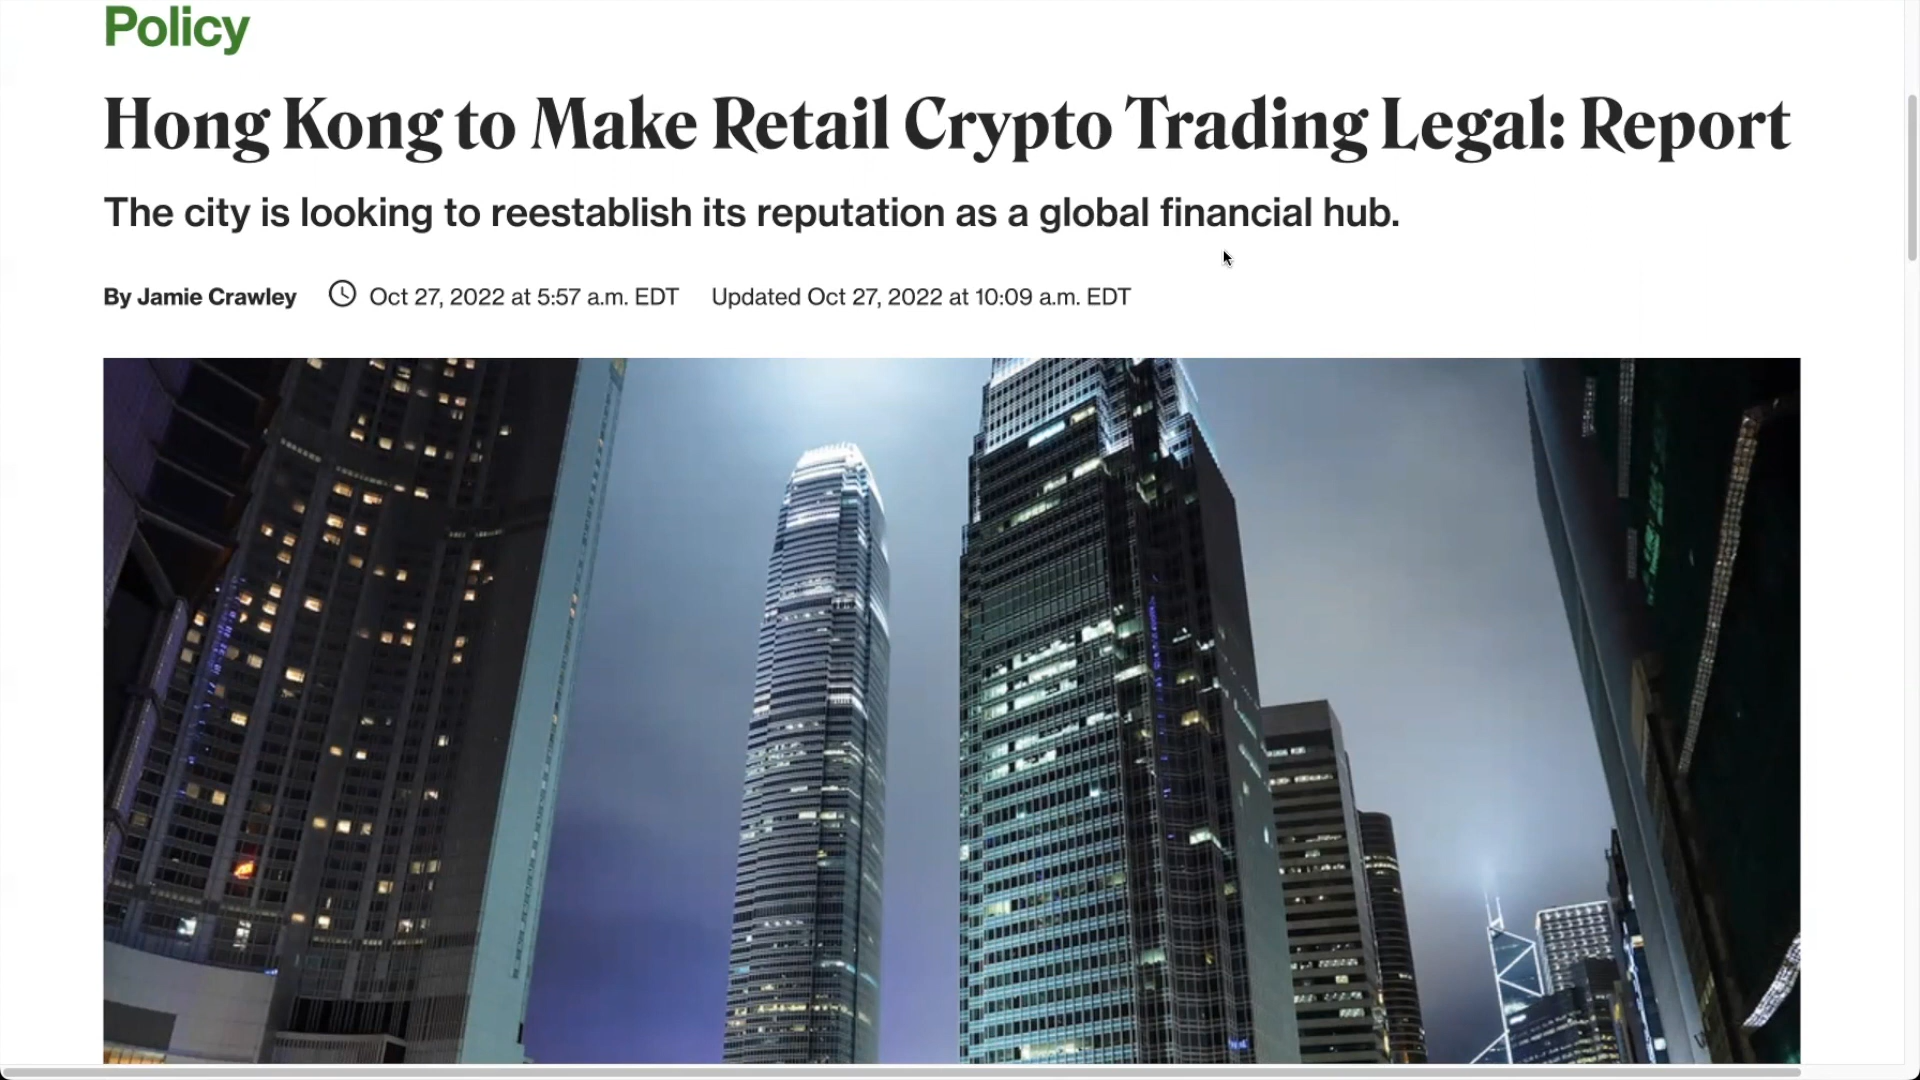 Policy
Hong Kong to Make Retail Crypto Trading Legal: Report
The city is looking to reestablish its reputation as a global financial hub.
By Jamie Crawley Oct 27, 2022 at 5:57 a.m. EDT Updated Oct 27, 2022 at 10:09 a.m. EDT